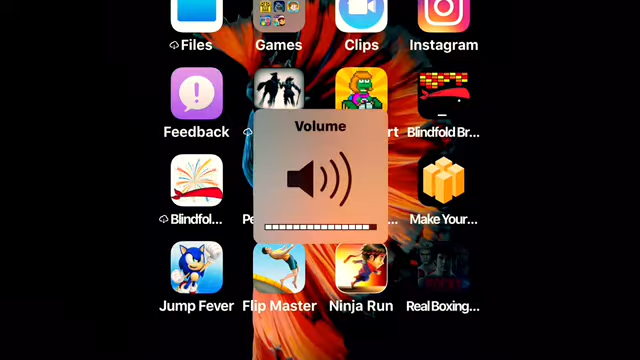 Files
Games
Clips
Instagram
Feedback
Volume
rt
Blindfold Br...
Blindfol...
Pe
Make Your...
Jump Fever
Flip Master
Ninja Run
Real Boxing...